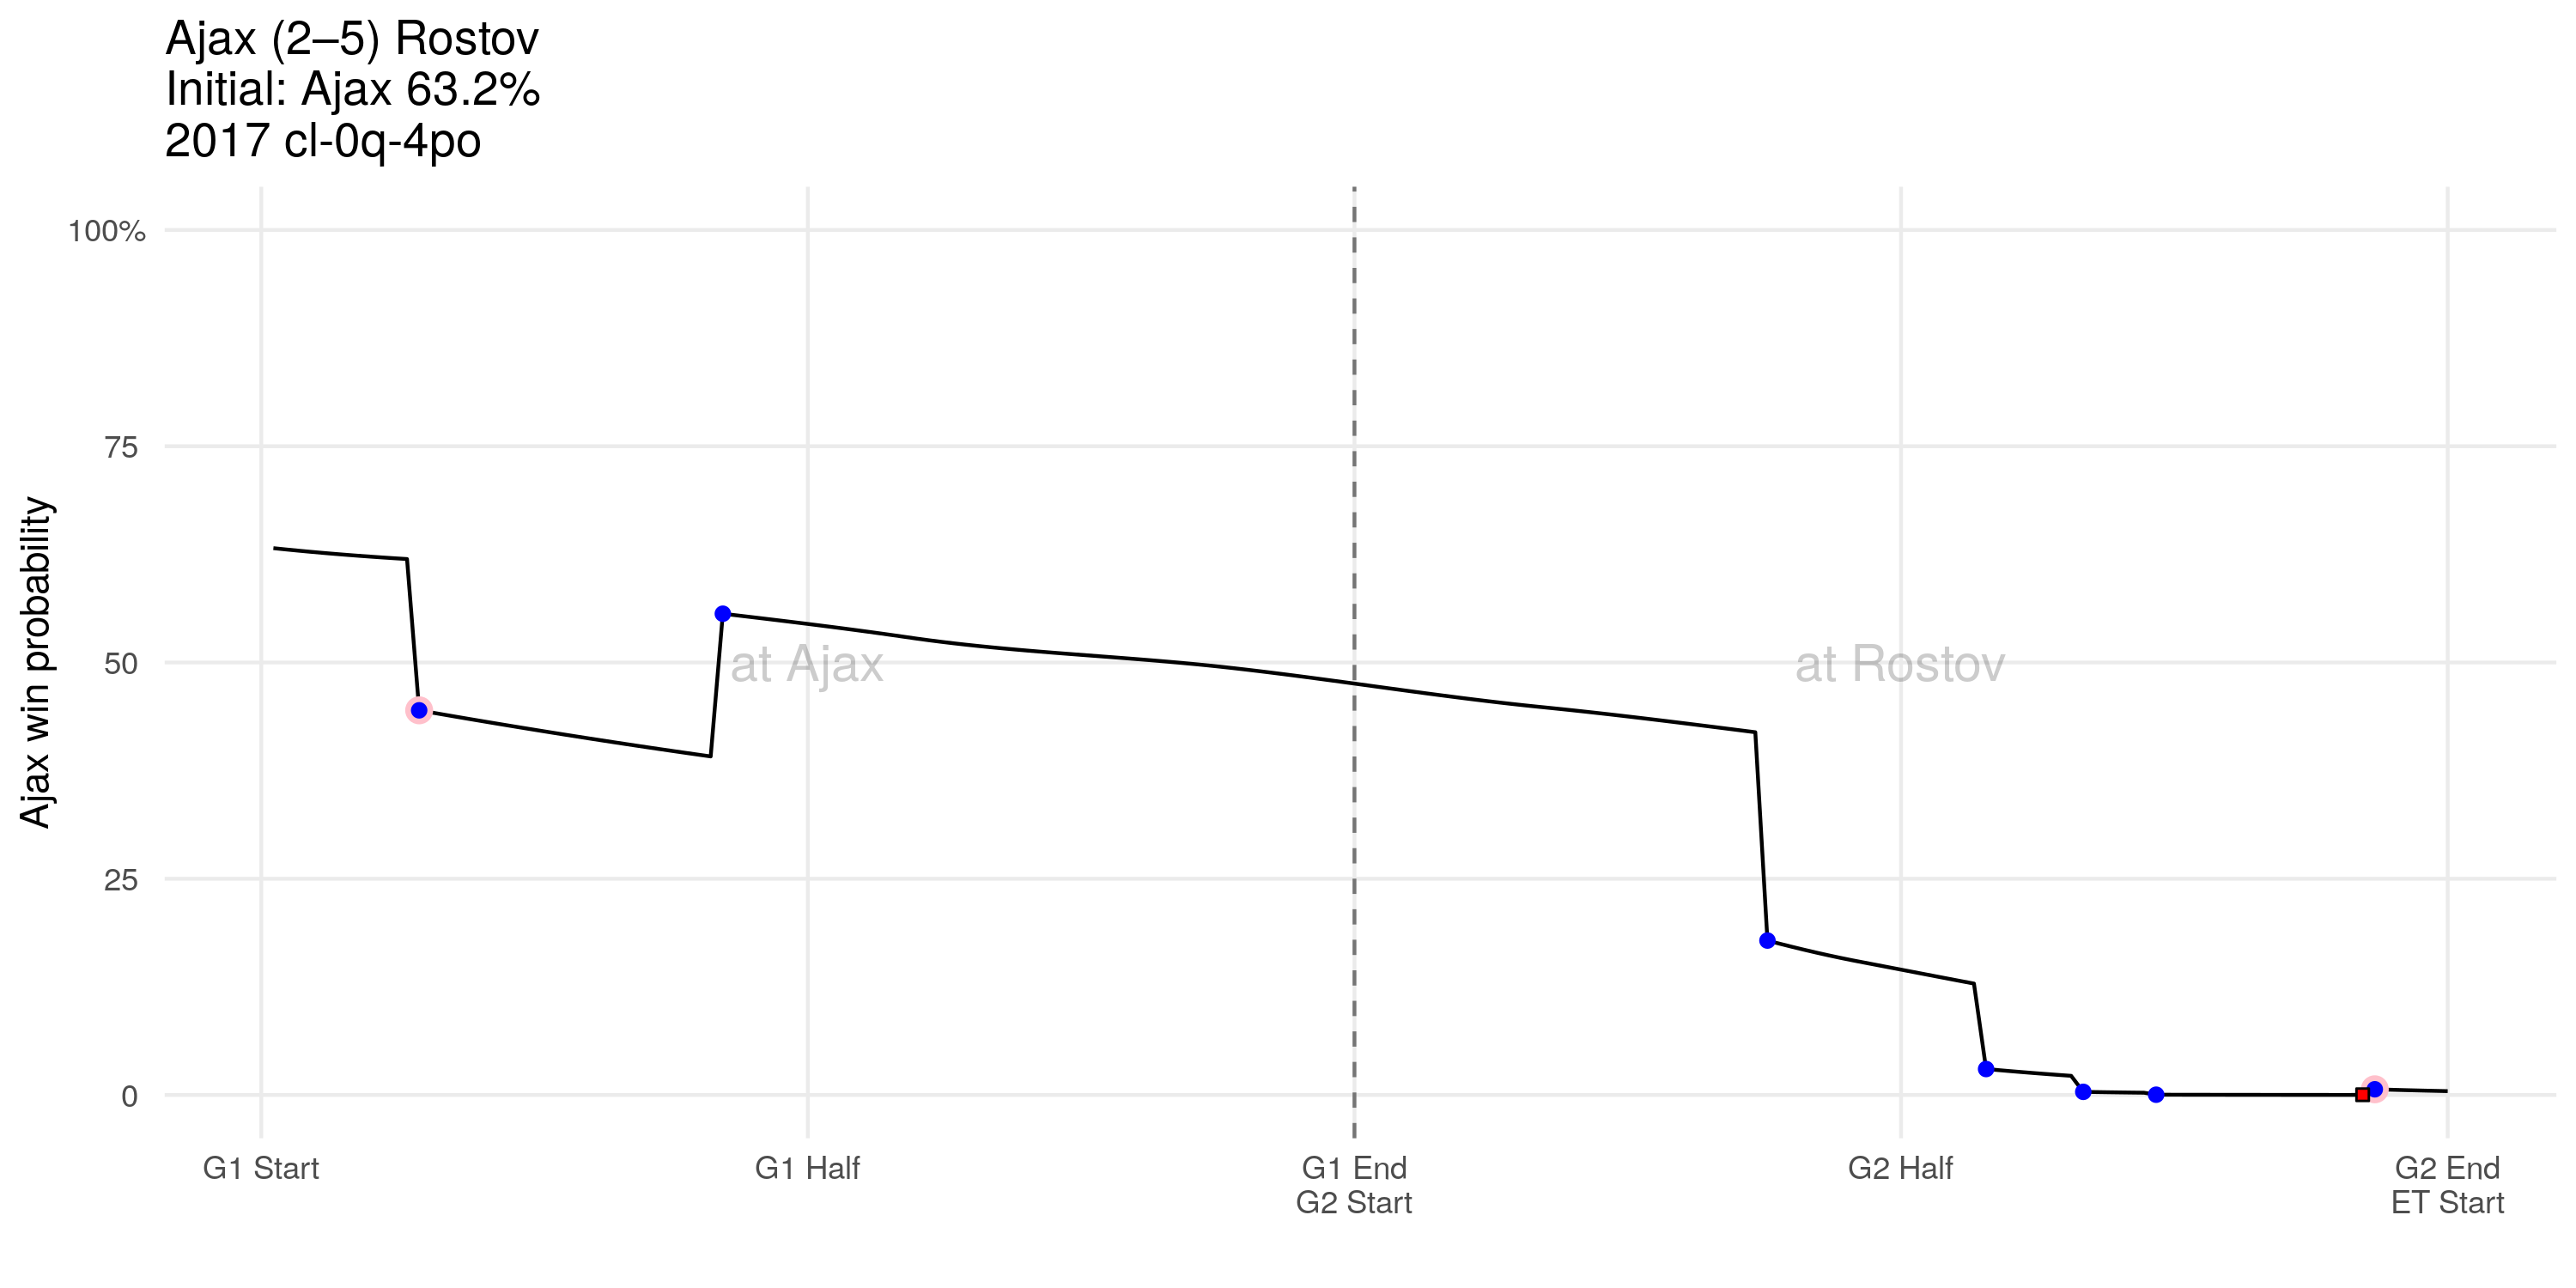 Ajax (2–5) Rostov
Initial: Ajax 63.2%
2017 cl-0q-4po
Ajax win probability
100%
75
50
25
0
at Ajax
at Rostov
G1 Start
G1 Half
G1 End
G2 Start
G2 Half
G2 End
ET Start